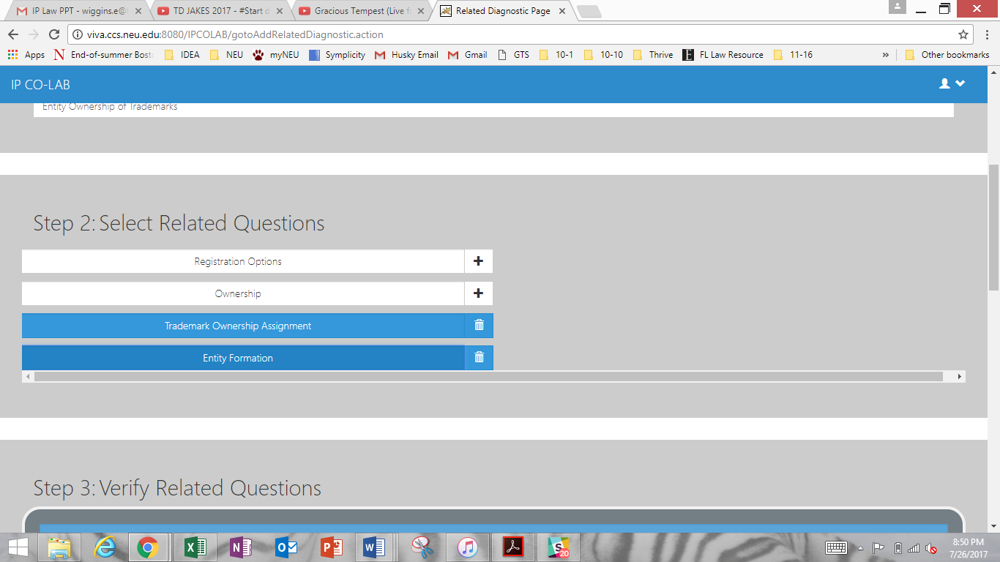 IP Law PPT - wiggins.e@
TD JAKES 2017 - #Start d
Gracious Tempest (Live f
Related Diagnostic Page
viva.ccs.neu.edu:8080/IPCOLAB/gotoAddRelatedDiagnostic.action
Apps
End-of-summer Bost
IDEA
NEU
myNEU
Symplicity
Husky Email
Gmail
GTS
10-1
10-10
Thrive
FL Law Resource
11-16
»
Other bookmarks
IP CO-LAB
Entity Ownership of Trademarks
Step 2: Select Related Questions
Registration Options
Ownership
Trademark Ownership Assignment
Entity Formation
Step 3: Verify Related Questions
20
8:50 PM
7/26/2017